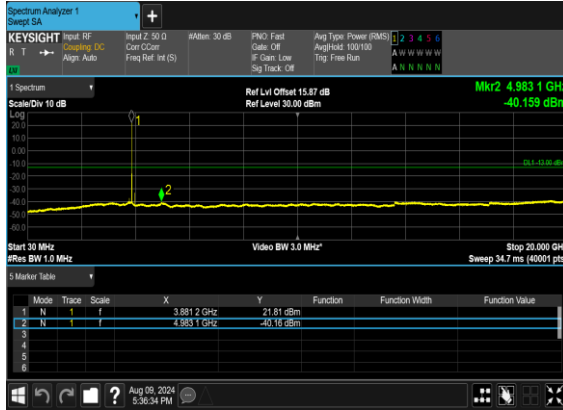 Spectrum Analyzer 1
Swept SA
KEYSIGHT
R T
Input: RF
Coupling: DC
Align: Auto
Input Z: 50 Ω
Corr CCorr
Freq Ref: Int (S)
#Atten: 30 dB
PNO: Fast
Gate: Off
IF Gain: Low
Sig Track: Off
Avg Type: Power (RMS)
Avg|Hold: 100/100
Trig: Free Run
1 2 3 4 5 6
A W W W W W
A N N N N N
1 Spectrum
Scale/Div 10 dB
Ref Lvl Offset 15.87 dB
Ref Level 30.00 dBm
Mkr2 4.983 1 GHz
-40.159 dBm
Log
20.0
10.0
0.00
-10.0
-20.0
-30.0
-40.0
-50.0
-60.0
1
2
DL1 -13.00 dBm
Start 30 MHz
#Res BW 1.0 MHz
Video BW 3.0 MHz*
Stop 20.000 GH
Sweep 34.7 ms (40001 pts
5 Marker Table
Mode Trace Scale X Y Function Function Width Function Value
1 N 1 f 3.881 2 GHz 21.81 dBm
2 N 1 f 4.983 1 GHz -40.16 dBm
3
4
5
6
?
Aug 09, 2024
5:36:34 PM